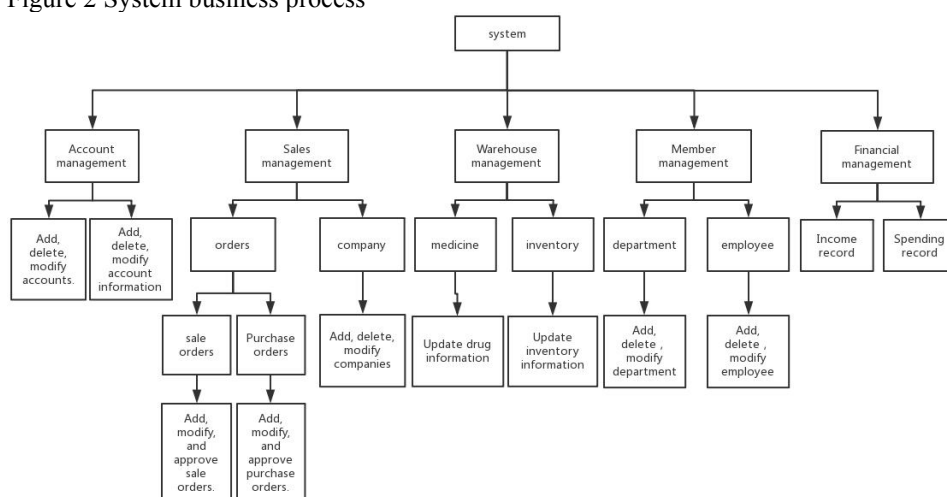 Figure 2 System business process
system
Account
management
Sales
management
Warehouse
management
Member
management
Financial
management
Add,
delete,
modify
accounts.
Add,
delete,
modify
account
information
orders
company
medicine
inventory
department
employee
Income
record
Spending
record
sale
orders
Purchase
orders
Add, delete,
modify
companies
Update drug
information
Update
inventory
information
Add,
delete ,
modify
department
Add,
delete ,
modify
employee
Add,
modify,
and
approve
sale
orders.
Add,
modify,
and
approve
purchase
orders.